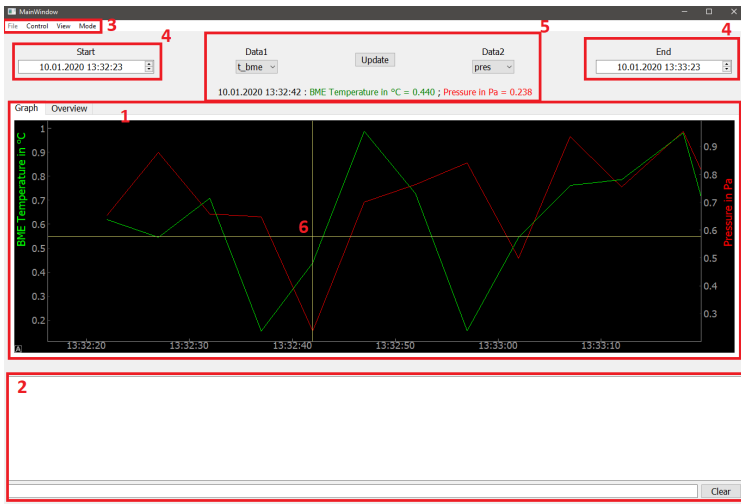 MainWindow
File Control View Mode 3
4 5 4
Start Data1 Update Data2 End
10.01.2020 13:32:23 t_bme pres 10.01.2020 13:33:23
10.01.2020 13:32:42 : BME Temperature in °C = 0.440 ; Pressure in Pa = 0.238
Graph Overview
1
BME Temperature in °C
1
0.9
0.8
0.7
0.6
0.5
0.4
0.3
0.2
6
0.9
0.8
0.7
0.6
0.5
0.4
0.3
Pressure in Pa
A
13:32:20 13:32:30 13:32:40 13:32:50 13:33:00 13:33:10
2
Clear